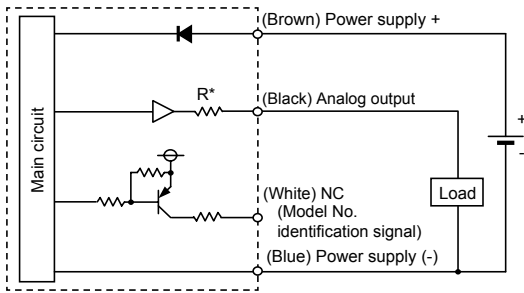 (Brown) Power supply +
R*
(Black) Analog output
Main circuit
+
−
Load
(White) NC
(Model No.
identification signal)
(Blue) Power supply (-)